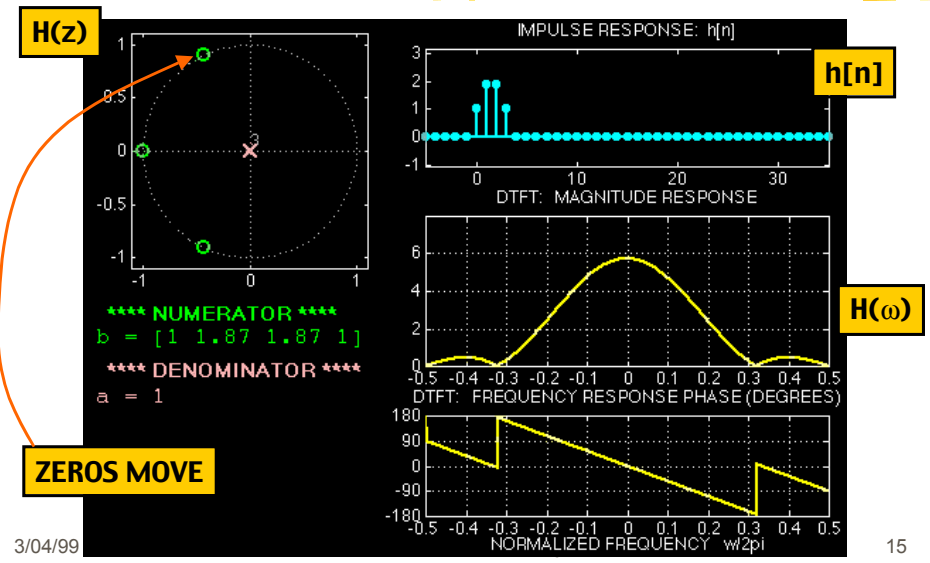 H(z)
IMPULSE RESPONSE: h[n]
h[n]
1
0.5
0
-0.5
-1
-1 0 1
3
3
2
1
0
-1
0 10 20 30
DTFT: MAGNITUDE RESPONSE
6
4
2
0
-0.5 -0.4 -0.3 -0.2 -0.1 0 0.1 0.2 0.3 0.4 0.5
H(ω)
**** NUMERATOR ****
b = [1 1.87 1.87 1]
**** DENOMINATOR ****
a = 1
DTFT: FREQUENCY RESPONSE PHASE (DEGREES)
180
90
0
-90
-180
-0.5 -0.4 -0.3 -0.2 -0.1 0 0.1 0.2 0.3 0.4 0.5
NORMALIZED FREQUENCY w/2pi
ZEROS MOVE
3/04/99
15